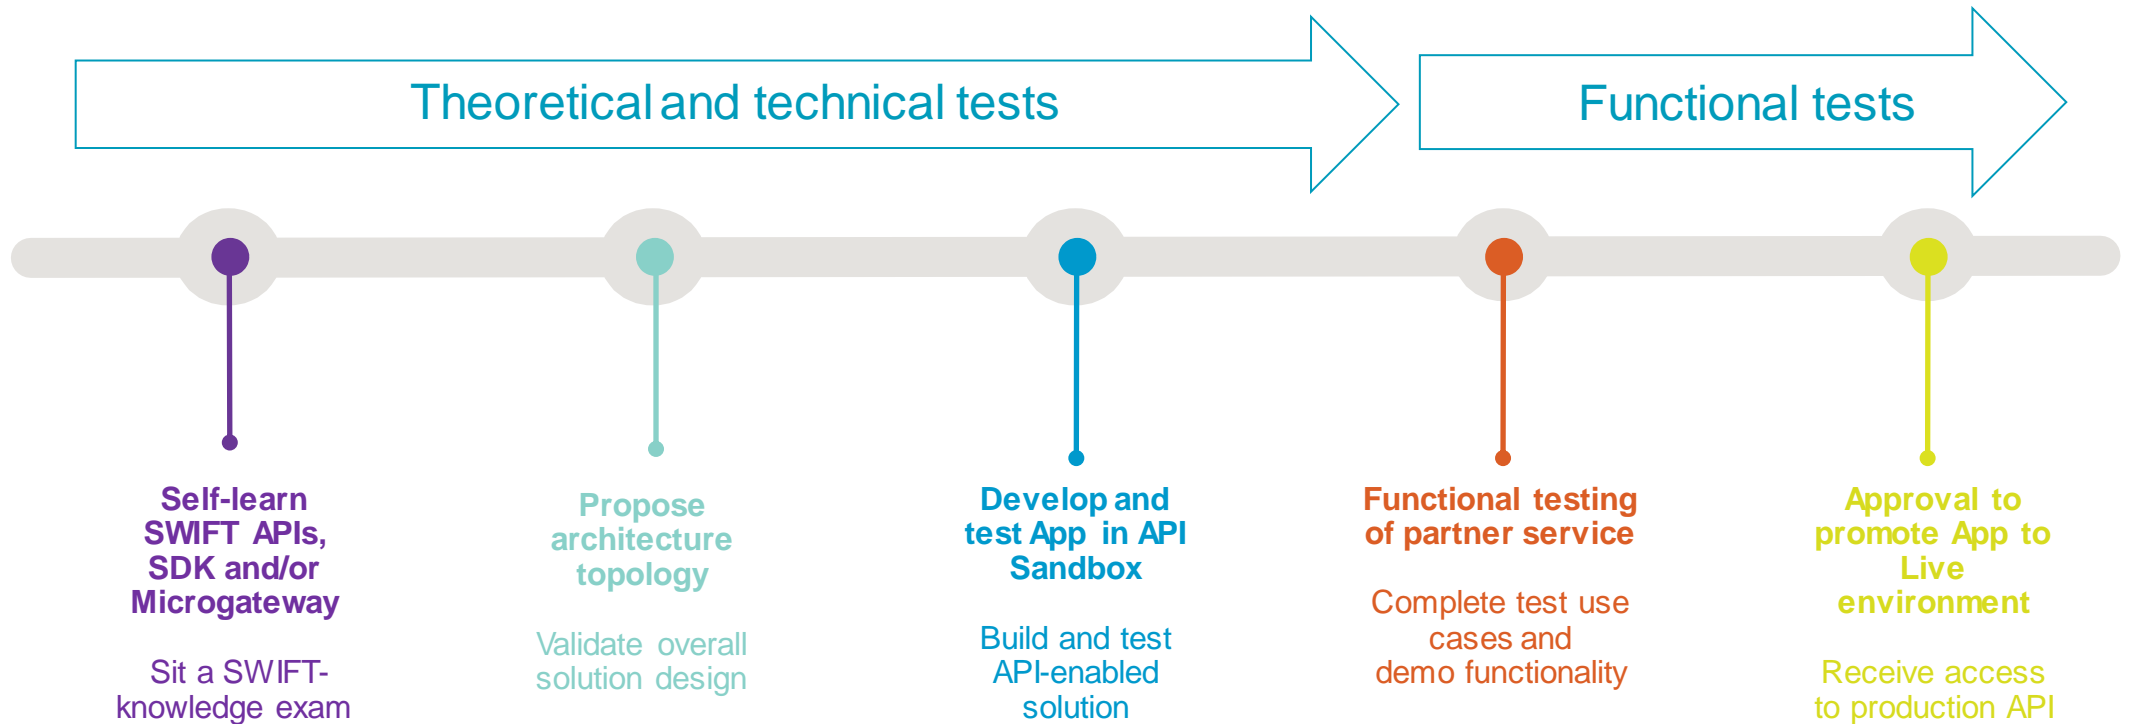 Theoretical and technical tests
Functional tests
Self-learn
SWIFT APIs,
SDK and/or
Microgateway
Sit a SWIFT-
knowledge exam
Propose
architecture
topology
Validate overall
solution design
Develop and
test App in API
Sandbox
Build and test
API-enabled
solution
Functional testing
of partner service
Complete test use
cases and
demo functionality
Approval to
promote App to
Live
environment
Receive access
to production API